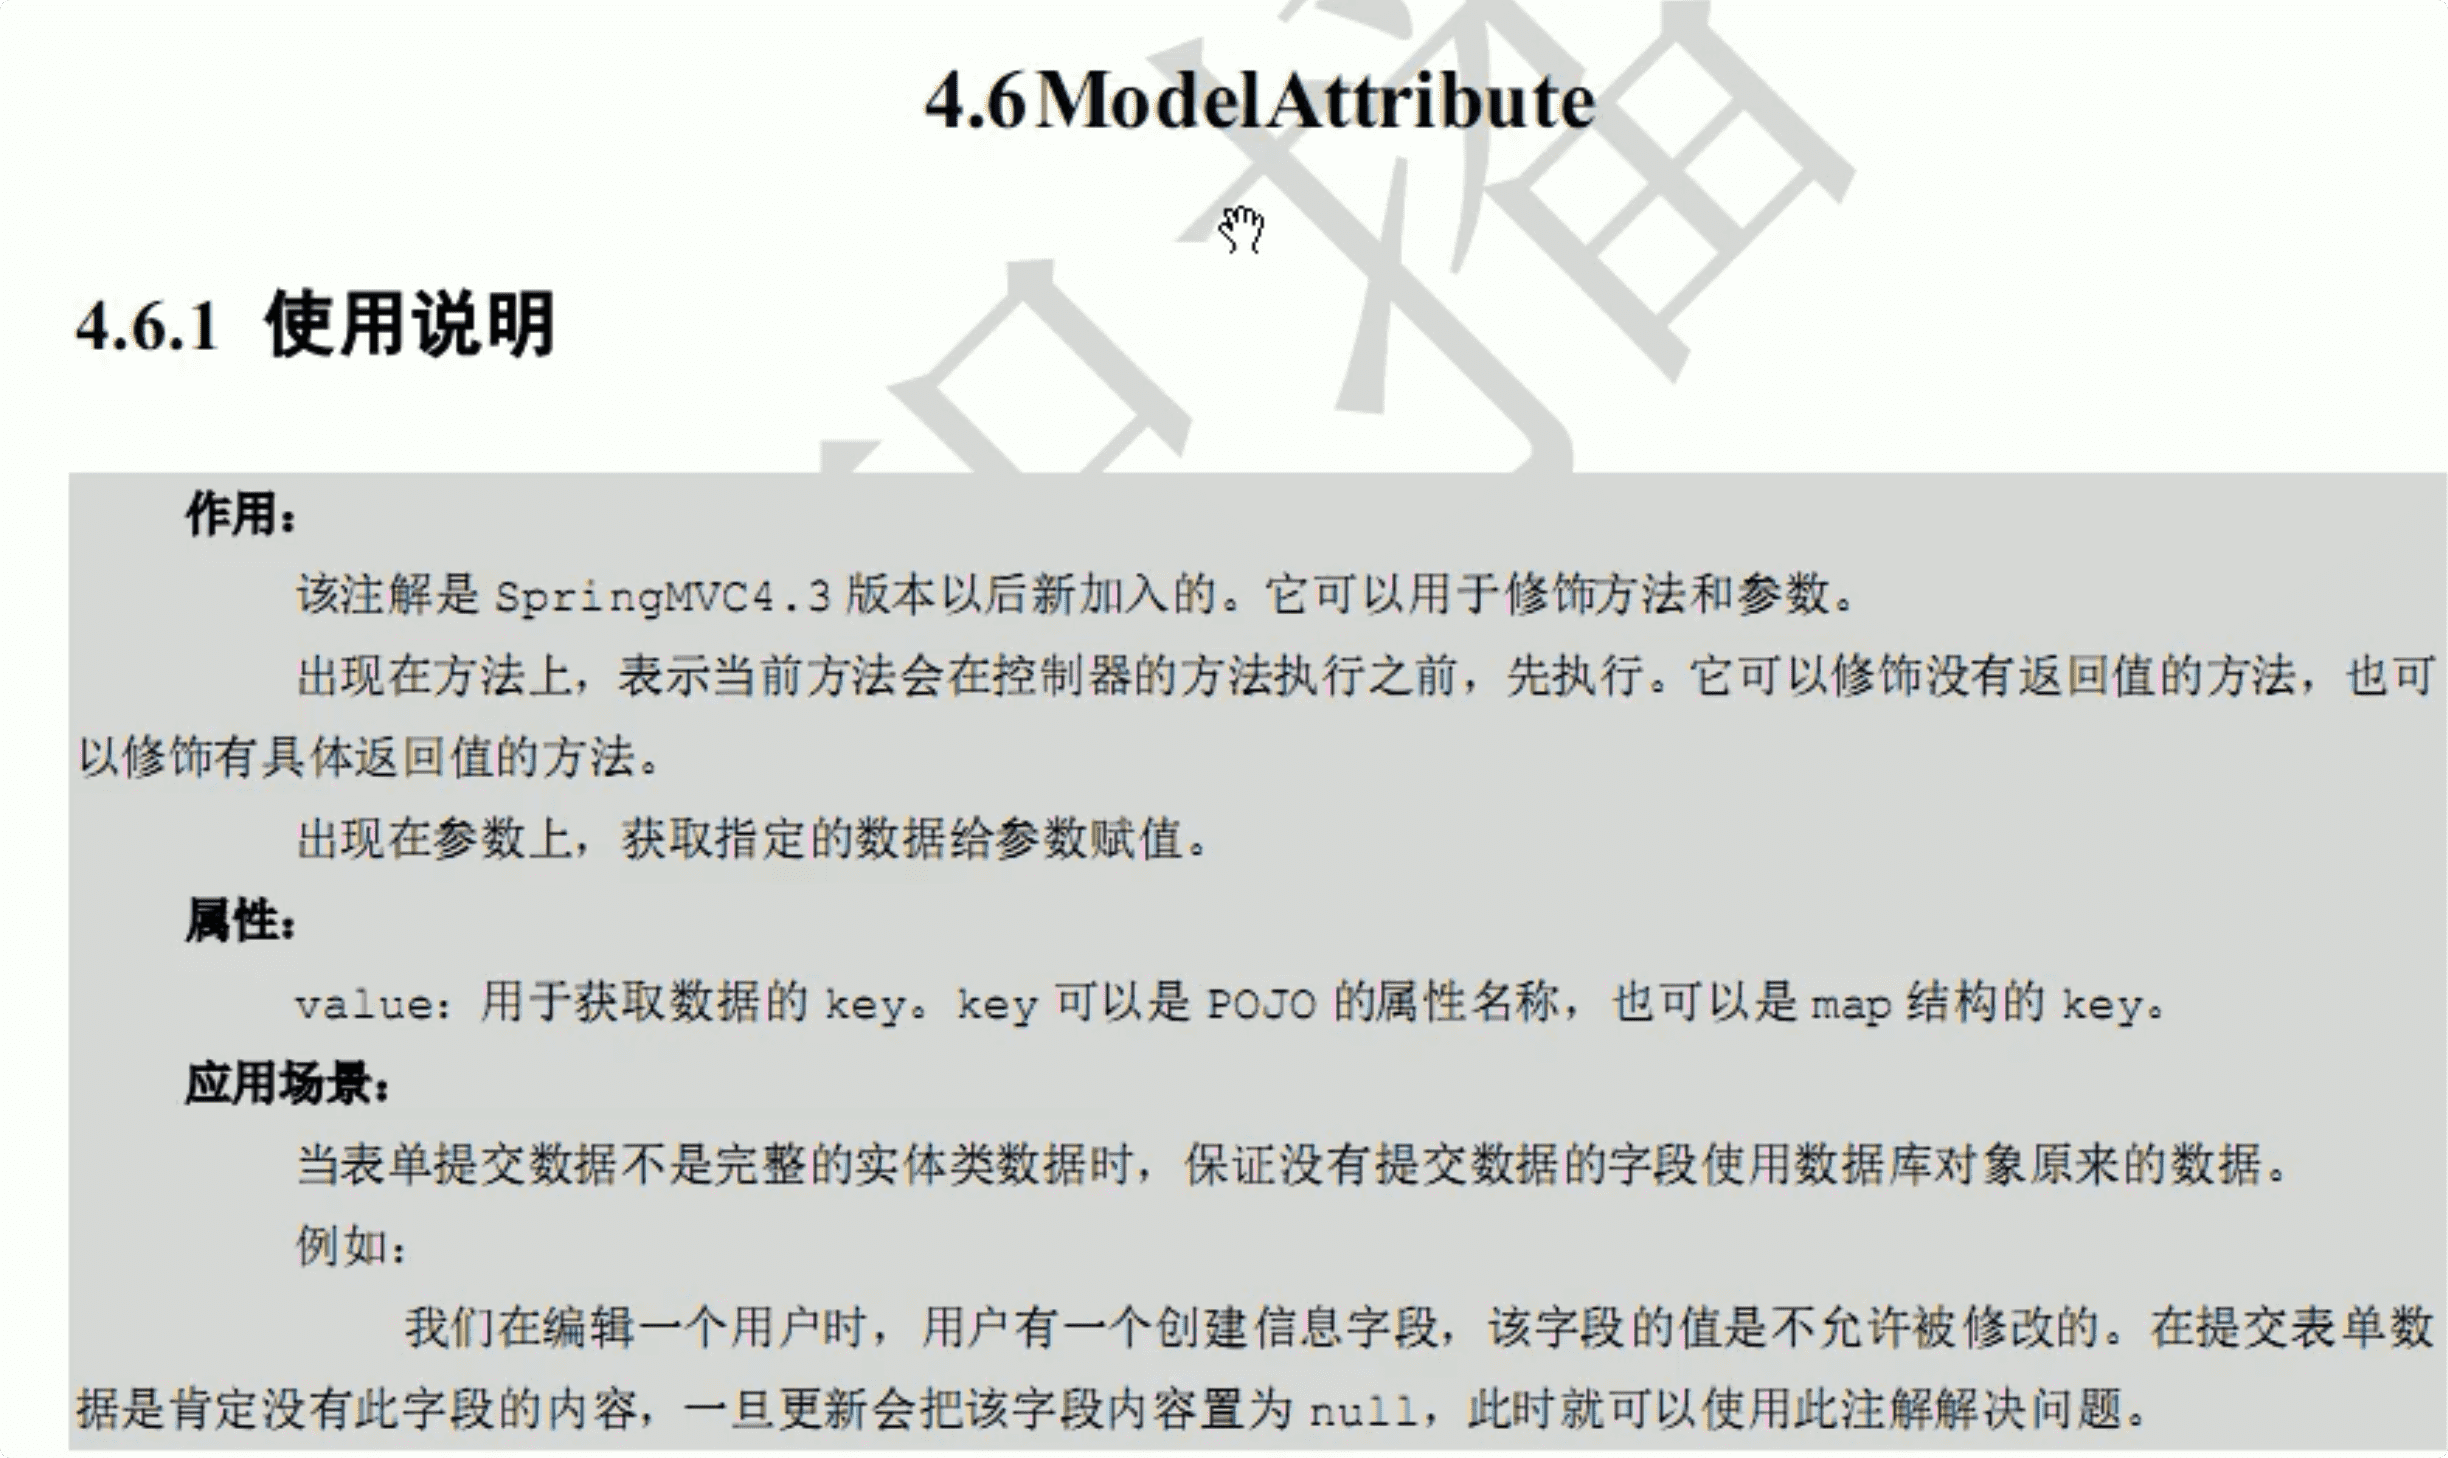 4.6ModelAttribute
4.6.1 使用说明
作用：
该注解是 SpringMVC4.3 版本以后新加入的。它可以用于修饰方法和参数。
出现在方法上，表示当前方法会在控制器的方法执行之前，先执行。它可以修饰没有返回值的方法，也可
以修饰有具体返回值的方法。
出现在参数上，获取指定的数据给参数赋值。
属性：
value：用于获取数据的 key。key 可以是 POJO 的属性名称，也可以是 map 结构的 key。
应用场景：
当表单提交数据不是完整的实体类数据时，保证没有提交数据的字段使用数据库对象原来的数据。
例如：
我们在编辑一个用户时，用户有一个创建信息字段，该字段的值是不允许被修改的。在提交表单数
据是肯定没有此字段的内容，一旦更新会把该字段内容置为 null，此时就可以使用此注解解决问题。